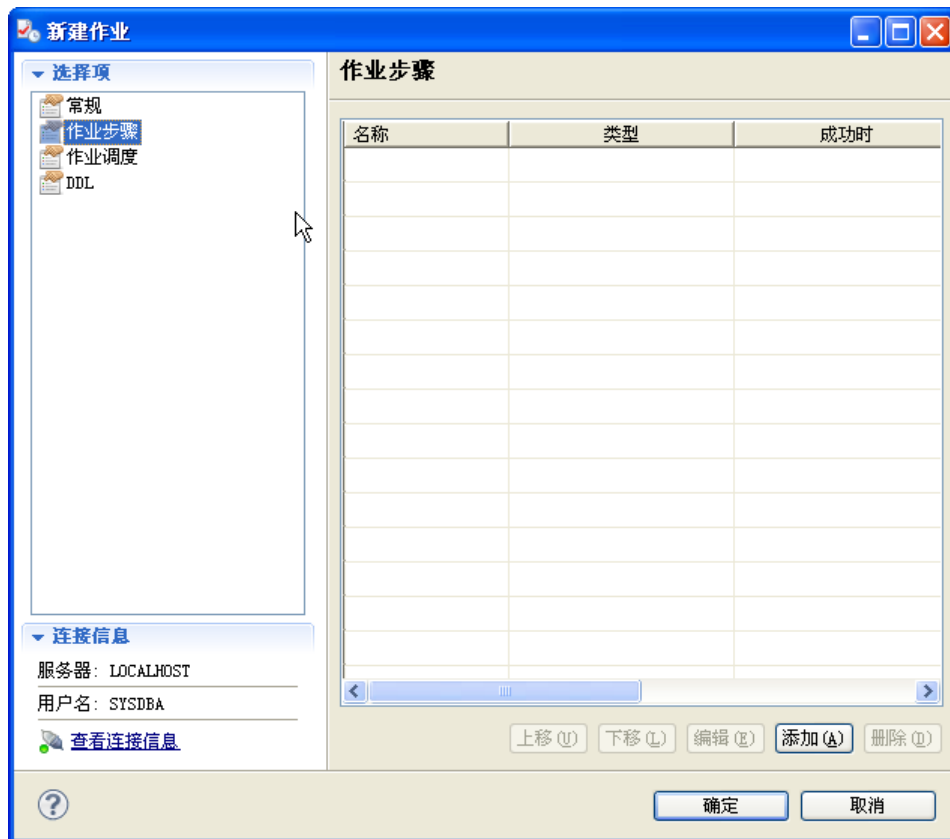 新建作业
选择项
常规
作业步骤
作业调度
DDL
连接信息
服务器: LOCALHOST
用户名: SYSDBA
查看连接信息
作业步骤
名称 类型 成功时
上移(U) 下移(L) 编辑(E) 添加(A) 删除(D)
确定 取消